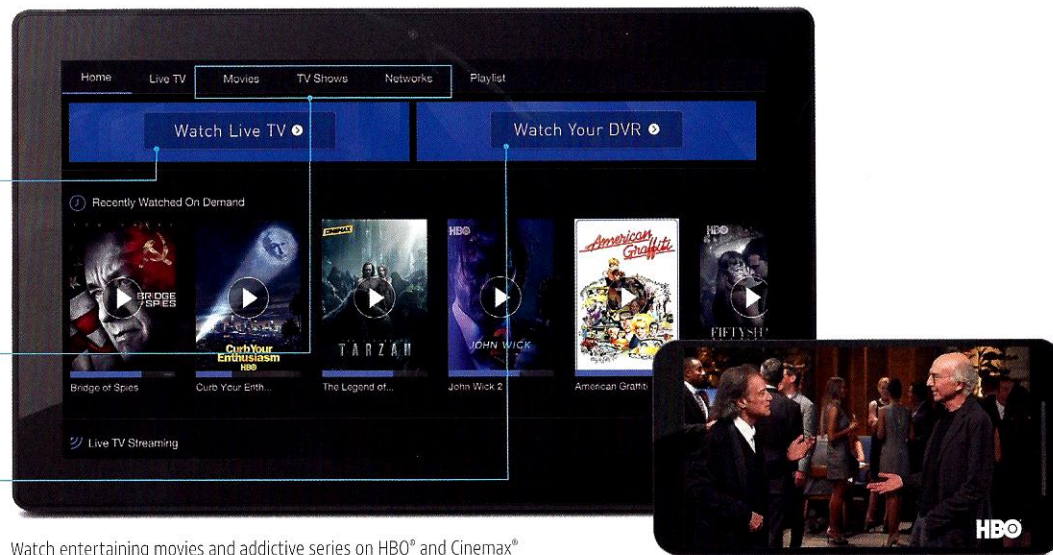 Home Live TV Movies TV Shows Networks Playlist
Watch Live TV Watch Your DVR
Recently Watched On Demand
CINEMAX
HBO
American Graffiti
HBO
BRIDGE OF SPIES
Curb Your Enthusiasm
HBO
TARZAN
JOHN WICK
FIFTY SH
Bridge of Spies Curb Your Enth... The Legend of... John Wick 2 American Graffiti
Live TV Streaming
HBO
Watch entertaining movies and addictive series on HBO® and Cinemax®